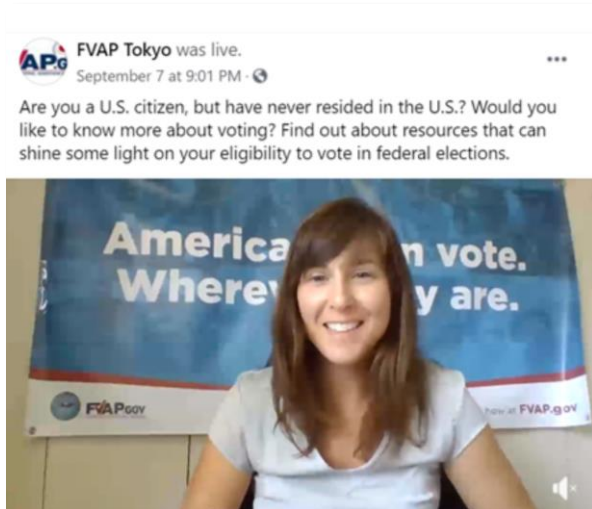 FVAP Tokyo was live.
September 7 at 9:01 PM
Are you a U.S. citizen, but have never resided in the U.S.? Would you
like to know more about voting? Find out about resources that can
shine some light on your eligibility to vote in federal elections.
America n vote.
Where y are.
FVAP.GOV
FVAP.gov